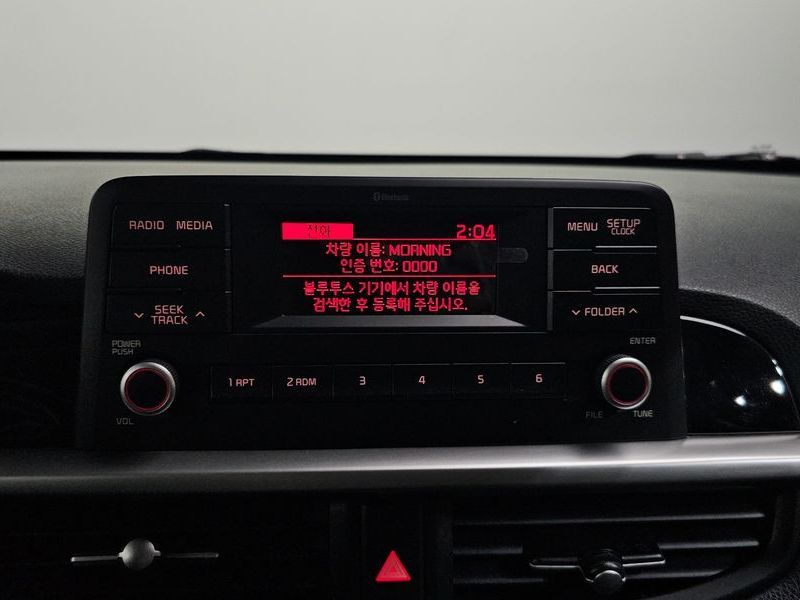 Bluetooth
RADIO MEDIA
PHONE
SEEK
TRACK
POWER
PUSH
VOL
전화 2:04
차량 이름: MORNING
인증 번호: 0000
블루투스 기기에서 차량 이름을
검색한 후 등록해 주십시오.
MENU SETUP
CLOCK
BACK
FOLDER
ENTER
FILE TUNE
1 RPT 2 RDM 3 4 5 6